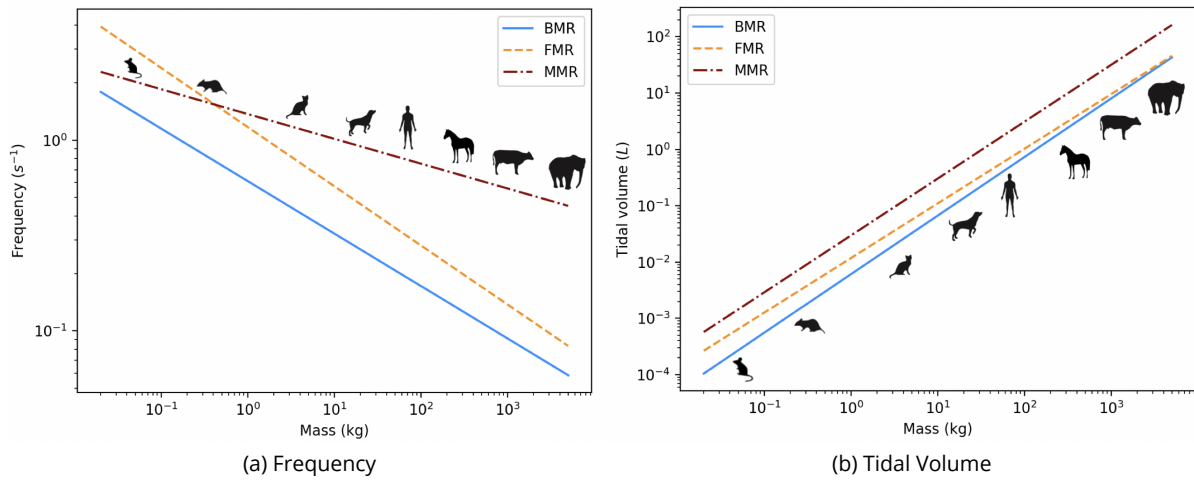 BMR
FMR
MMR
Frequency (s⁻¹)
10⁰
10⁻¹
10⁻¹ 10⁰ 10¹ 10² 10³
Mass (kg)
(a) Frequency
BMR
FMR
MMR
Tidal volume (L)
10²
10¹
10⁰
10⁻¹
10⁻²
10⁻³
10⁻⁴
10⁻¹ 10⁰ 10¹ 10² 10³
Mass (kg)
(b) Tidal Volume